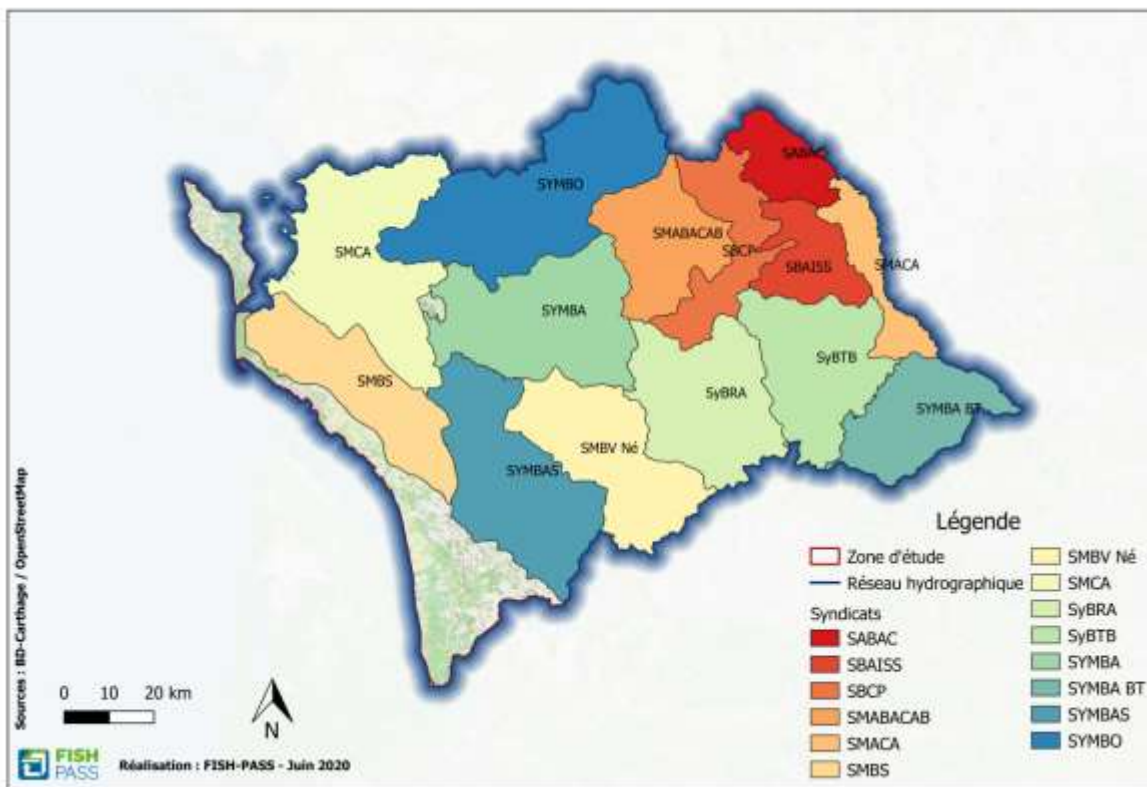 SABAC
SYMBO
SMABACAB
SMCA
SBCP
SBAISS
SMACA
SYMBA
SyBTB
SMBS
SyBRA
SYMBA BT
SMBV Né
SYMBAS
Légende
Zone d'étude
Réseau hydrographique
Syndicats
SABAC
SBAISS
SBCP
SMABACAB
SMACA
SMBS
SMBV Né
SMCA
SyBRA
SyBTB
SYMBA
SYMBA BT
SYMBAS
SYMBO
Sources : BD-Carthage / OpenStreetMap
0 10 20 km
N
FISH
PASS
Réalisation : FISH-PASS - Juin 2020